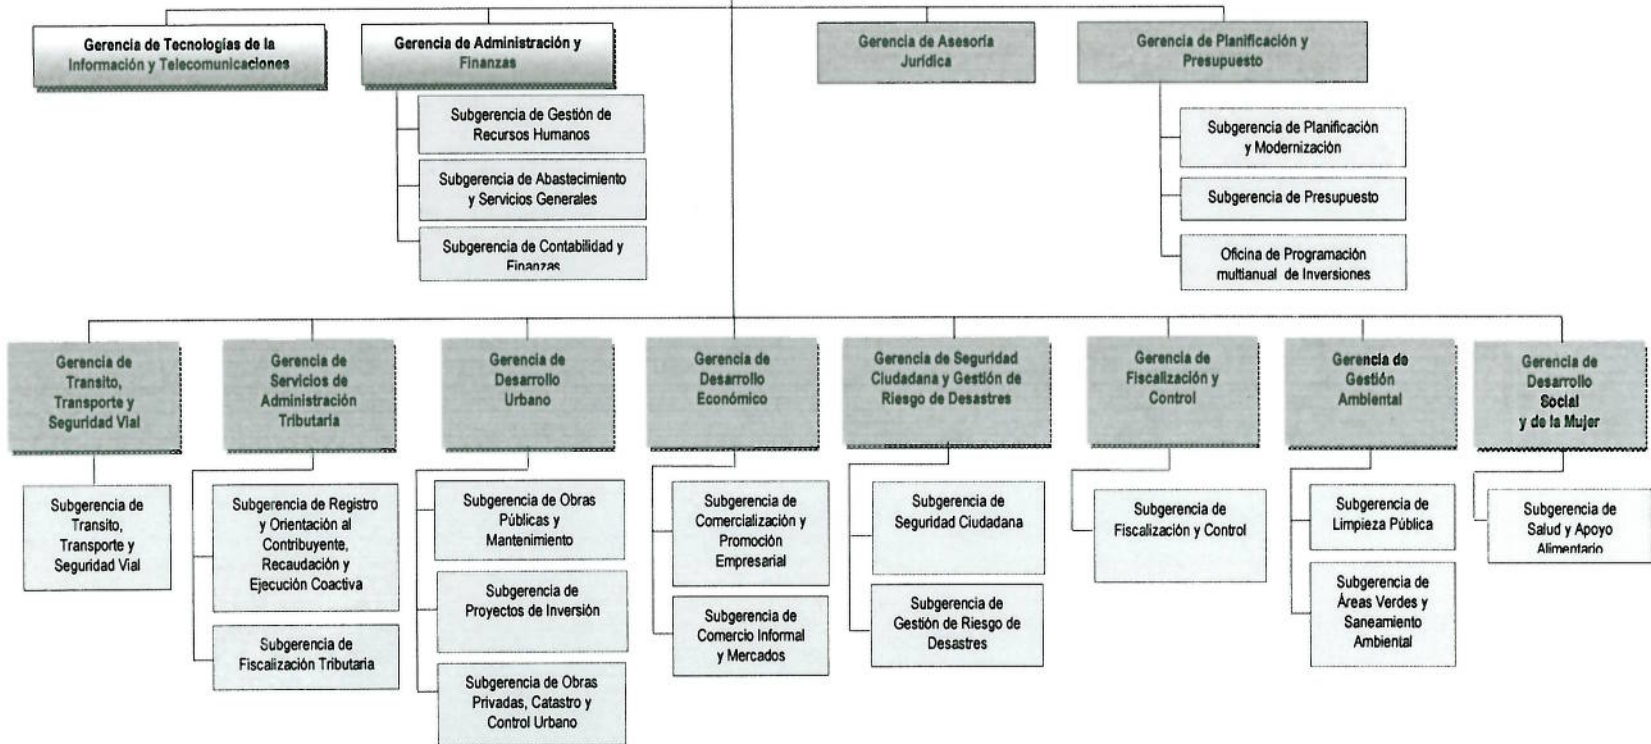 Gerencia de Tecnologías de la
Información y Telecomunicaciones
Gerencia de Administración y
Finanzas
Gerencia de Asesoría
Jurídica
Gerencia de Planificación y
Presupuesto
Subgerencia de Gestión de
Recursos Humanos
Subgerencia de Abastecimiento
y Servicios Generales
Subgerencia de Contabilidad y
Finanzas
Subgerencia de Planificación
y Modernización
Subgerencia de Presupuesto
Oficina de Programación
multianual de Inversiones
Gerencia de
Transito,
Transporte y
Seguridad Vial
Gerencia de
Servicios de
Administración
Tributaria
Gerencia de
Desarrollo
Urbano
Gerencia de
Desarrollo
Económico
Gerencia de Seguridad
Ciudadana y Gestión de
Riesgo de Desastres
Gerencia de
Fiscalización y
Control
Gerencia de
Gestión
Ambiental
Gerencia de
Desarrollo
Social
y de la Mujer
Subgerencia de
Transito,
Transporte y
Seguridad Vial
Subgerencia de Registro
y Orientación al
Contribuyente,
Recaudación y
Ejecución Coactiva
Subgerencia de
Fiscalización Tributaria
Subgerencia de Obras
Públicas y
Mantenimiento
Subgerencia de
Proyectos de Inversión
Subgerencia de Obras
Privadas, Catastro y
Control Urbano
Subgerencia de
Comercialización y
Promoción
Empresarial
Subgerencia de
Comercio Informal
y Mercados
Subgerencia de
Seguridad Ciudadana
Subgerencia de
Gestión de Riesgo de
Desastres
Subgerencia de
Fiscalización y Control
Subgerencia de
Limpieza Pública
Subgerencia de
Áreas Verdes y
Saneamiento
Ambiental
Subgerencia de
Salud y Apoyo
Alimentario